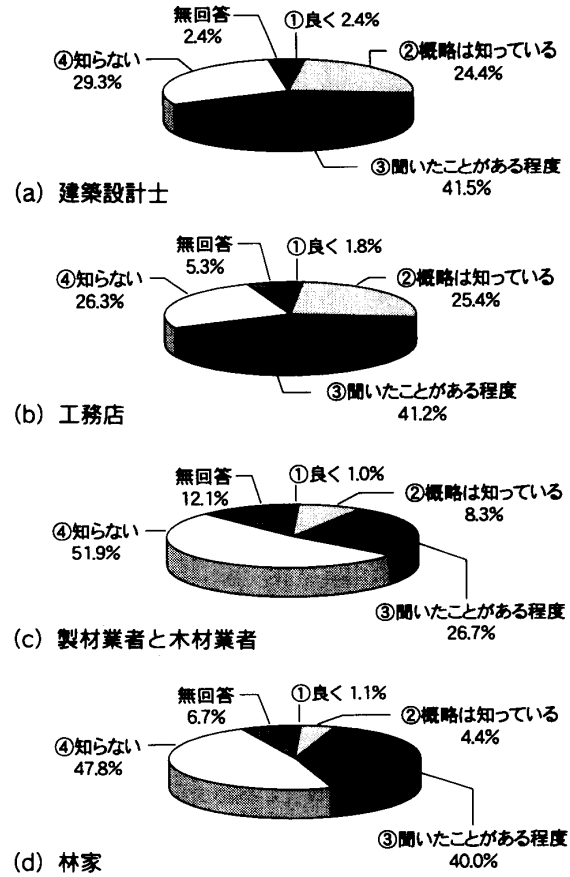 無回答
2.4%
①良く 2.4%
②概略は知っている
24.4%
④知らない
29.3%
③聞いたことがある程度
41.5%
(a) 建築設計士
無回答
5.3%
①良く 1.8%
②概略は知っている
25.4%
④知らない
26.3%
③聞いたことがある程度
41.2%
(b) 工務店
無回答
12.1%
①良く 1.0%
②概略は知っている
8.3%
④知らない
51.9%
③聞いたことがある程度
26.7%
(c) 製材業者と木材業者
無回答
6.7%
①良く 1.1%
②概略は知っている
4.4%
④知らない
47.8%
③聞いたことがある程度
40.0%
(d) 林家